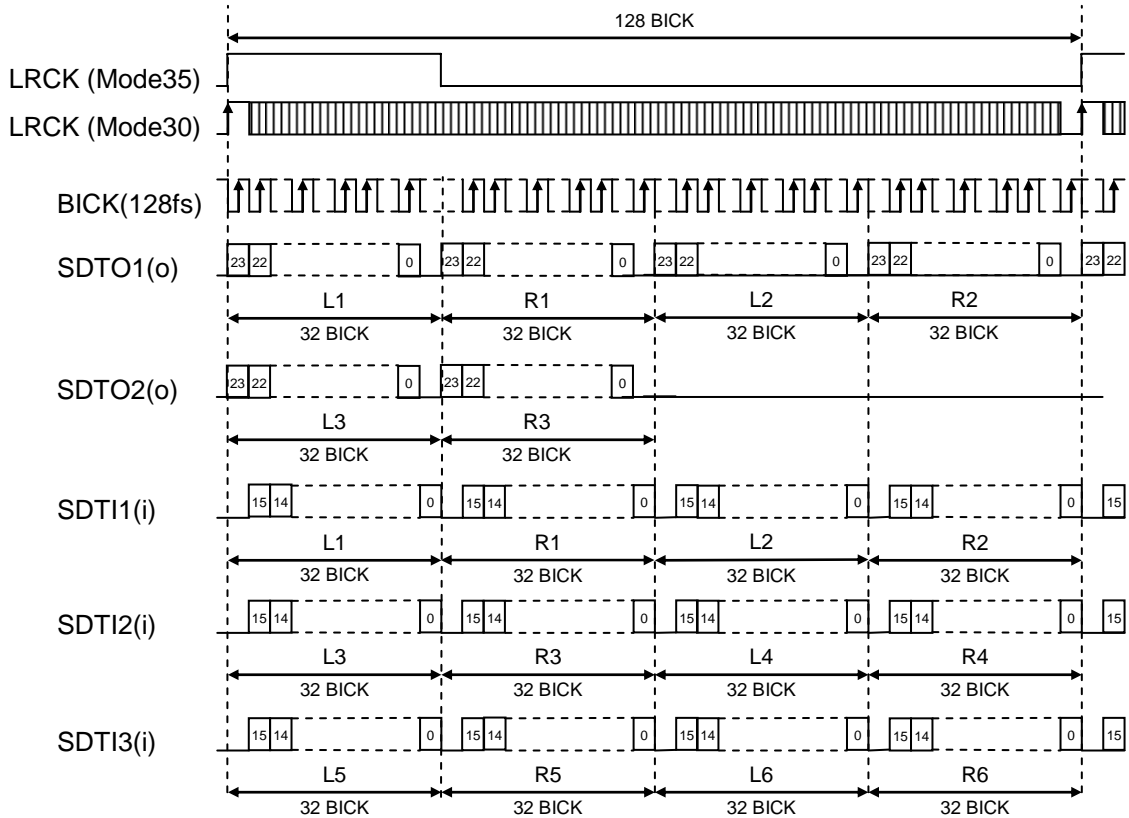 128 BICK
LRCK (Mode35)
LRCK (Mode30)
BICK(128fs)
SDTO1(o)
23 22 0 23 22 0 23 22 0 23 22 0 23 22
L1 R1 L2 R2
32 BICK 32 BICK 32 BICK 32 BICK
SDTO2(o)
23 22 0 23 22 0
L3 R3
32 BICK 32 BICK
SDTI1(i)
15 14 0 15 14 0 15 14 0 15 14 0 15
L1 R1 L2 R2
32 BICK 32 BICK 32 BICK 32 BICK
SDTI2(i)
15 14 0 15 14 0 15 14 0 15 14 0 15
L3 R3 L4 R4
32 BICK 32 BICK 32 BICK 32 BICK
SDTI3(i)
15 14 0 15 14 0 15 14 0 15 14 0 15
L5 R5 L6 R6
32 BICK 32 BICK 32 BICK 32 BICK